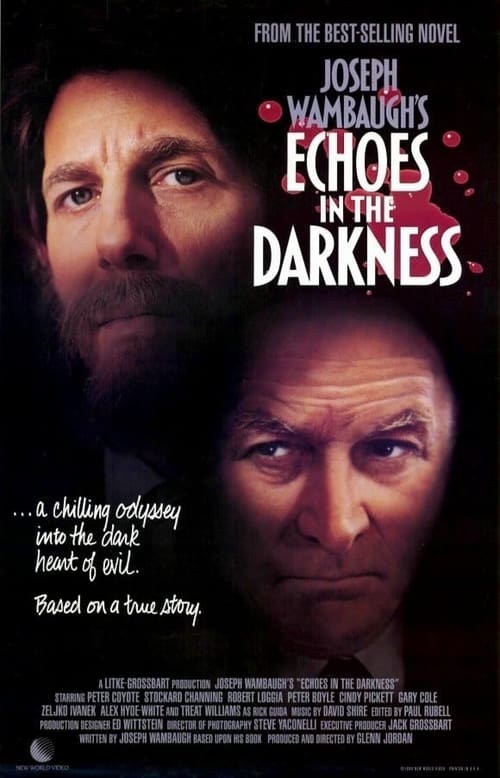 FROM THE BEST-SELLING NOVEL
JOSEPH
WAMBAUGH'S
ECHOES
IN THE
DARKNESS
...a chilling odyssey
into the dark
heart of evil.
Based on a true story.
A LITKE-GROSSBART PRODUCTION JOSEPH WAMBAUGH'S "ECHOES IN THE DARKNESS"
STARRING PETER COYOTE STOCKARD CHANNING ROBERT LOGGIA PETER BOYLE CINDY PICKETT GARY COLE
ZELJKO IVANEK ALEX HYDE-WHITE AND TREAT WILLIAMS AS RICK GUIDA MUSIC BY DAVID SHIRE EDITED BY PAUL RUBELL
PRODUCTION DESIGNER ED WITTSTEIN DIRECTOR OF PHOTOGRAPHY STEVE YACONELLI EXECUTIVE PRODUCER JACK GROSSBART
WRITTEN BY JOSEPH WAMBAUGH BASED UPON HIS BOOK PRODUCED AND DIRECTED BY GLENN JORDAN
NEW WORLD VIDEO